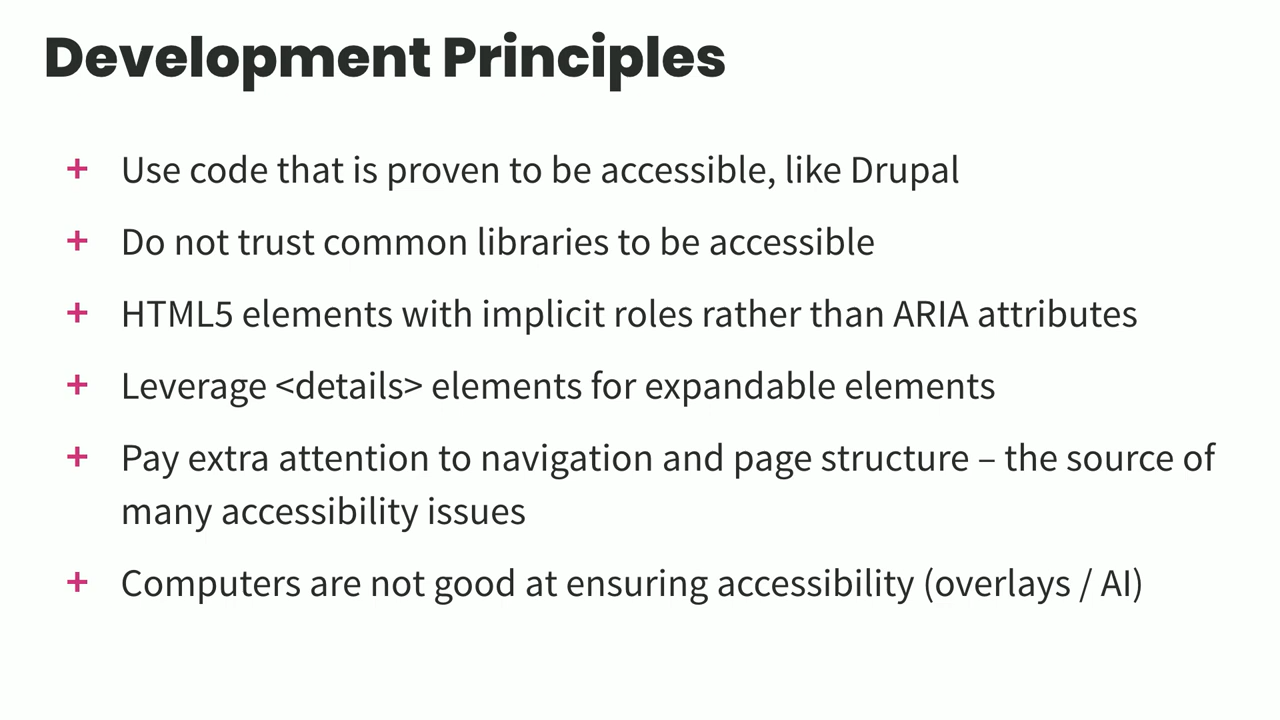 Development Principles
+ Use code that is proven to be accessible, like Drupal
+ Do not trust common libraries to be accessible
+ HTML5 elements with implicit roles rather than ARIA attributes
+ Leverage <details> elements for expandable elements
+ Pay extra attention to navigation and page structure – the source of
many accessibility issues
+ Computers are not good at ensuring accessibility (overlays / AI)